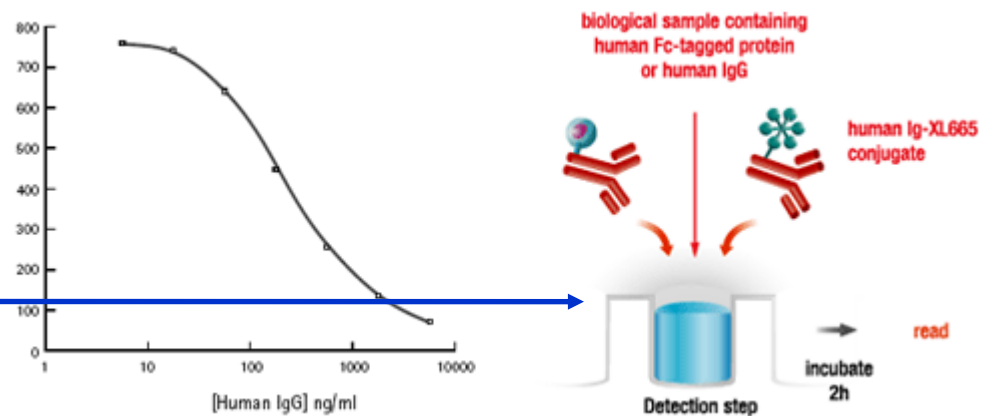 800
700
600
500
400
300
200
100
0
1
10
100
1000
10000
[Human IgG] ng/ml
biological sample containing
human Fc-tagged protein
or human IgG
human Ig-XL665
conjugate
read
incubate
2h
Detection step